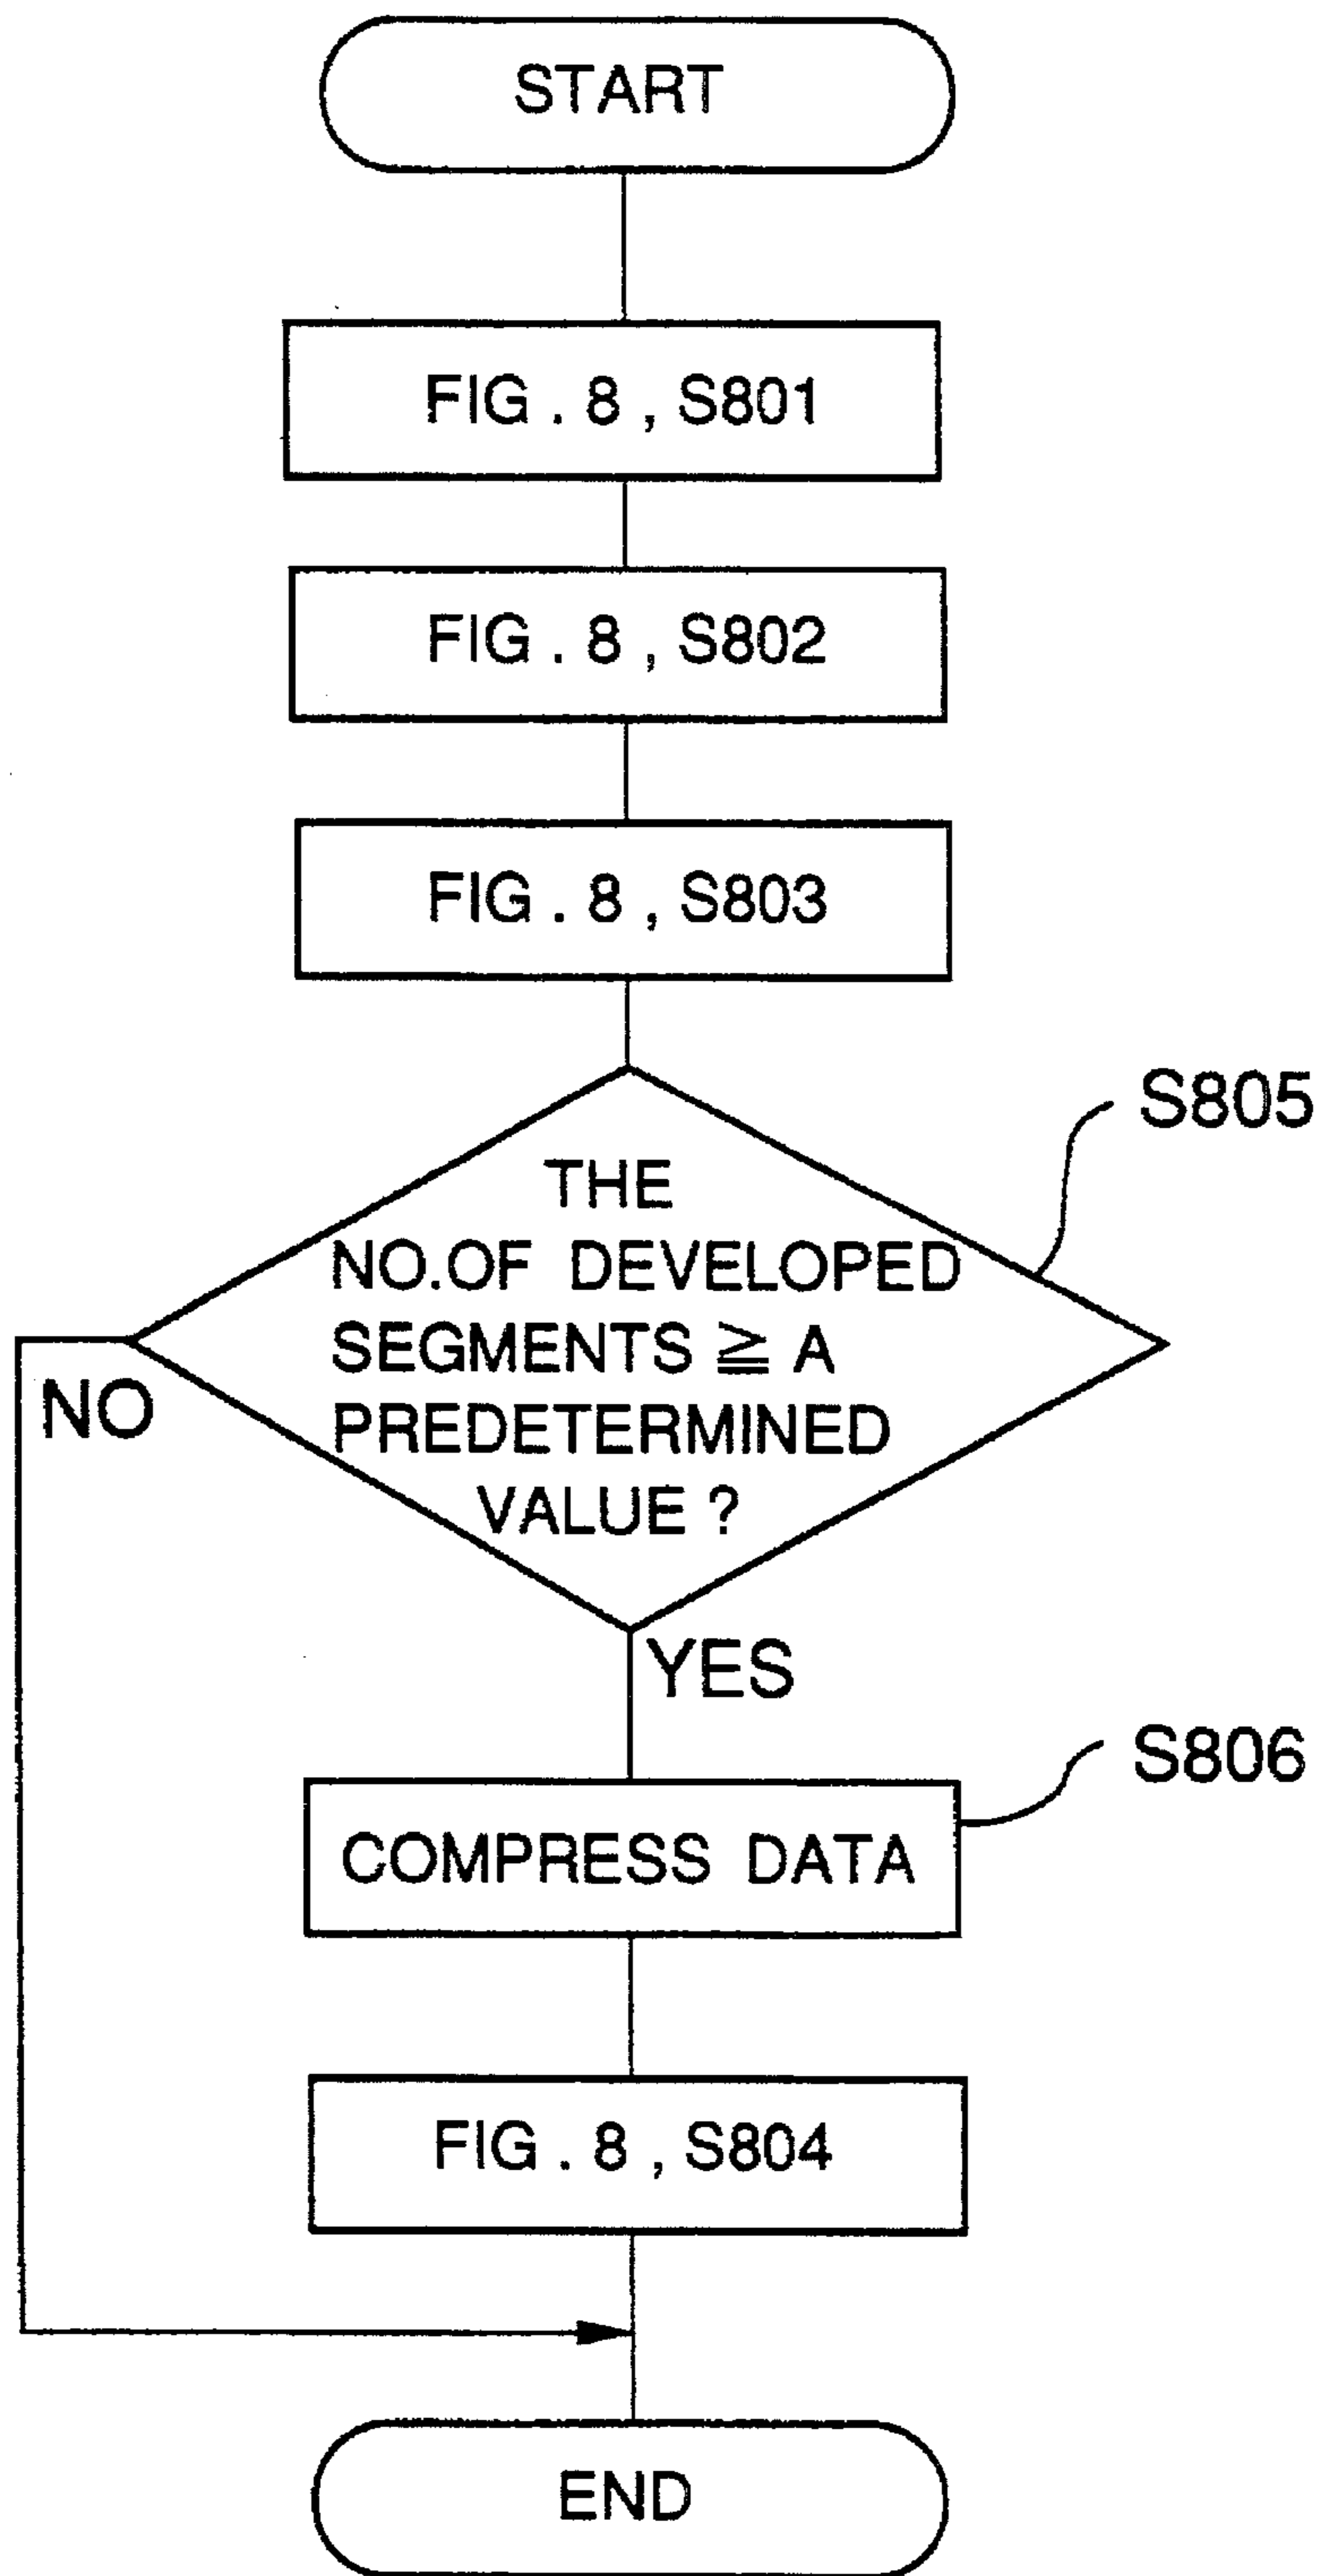 START
FIG . 8 , S801
FIG . 8 , S802
FIG . 8 , S803
S805
THE
NO.OF DEVELOPED
SEGMENTS ≧ A
PREDETERMINED
VALUE ?
NO
YES
S806
COMPRESS DATA
FIG . 8 , S804
END